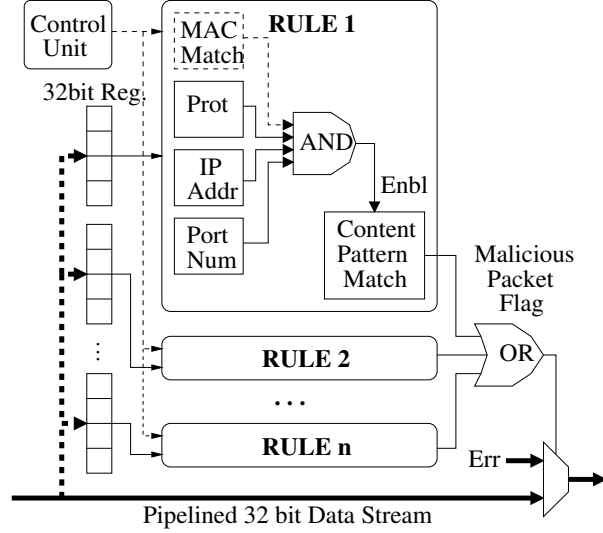 Control
Unit
RULE 1
MAC
Match
32bit Reg.
Prot
AND
IP
Addr
Enbl
Port
Num
Content
Pattern
Match
Malicious
Packet
Flag
RULE 2
OR
...
...
RULE n
Err
Pipelined 32 bit Data Stream